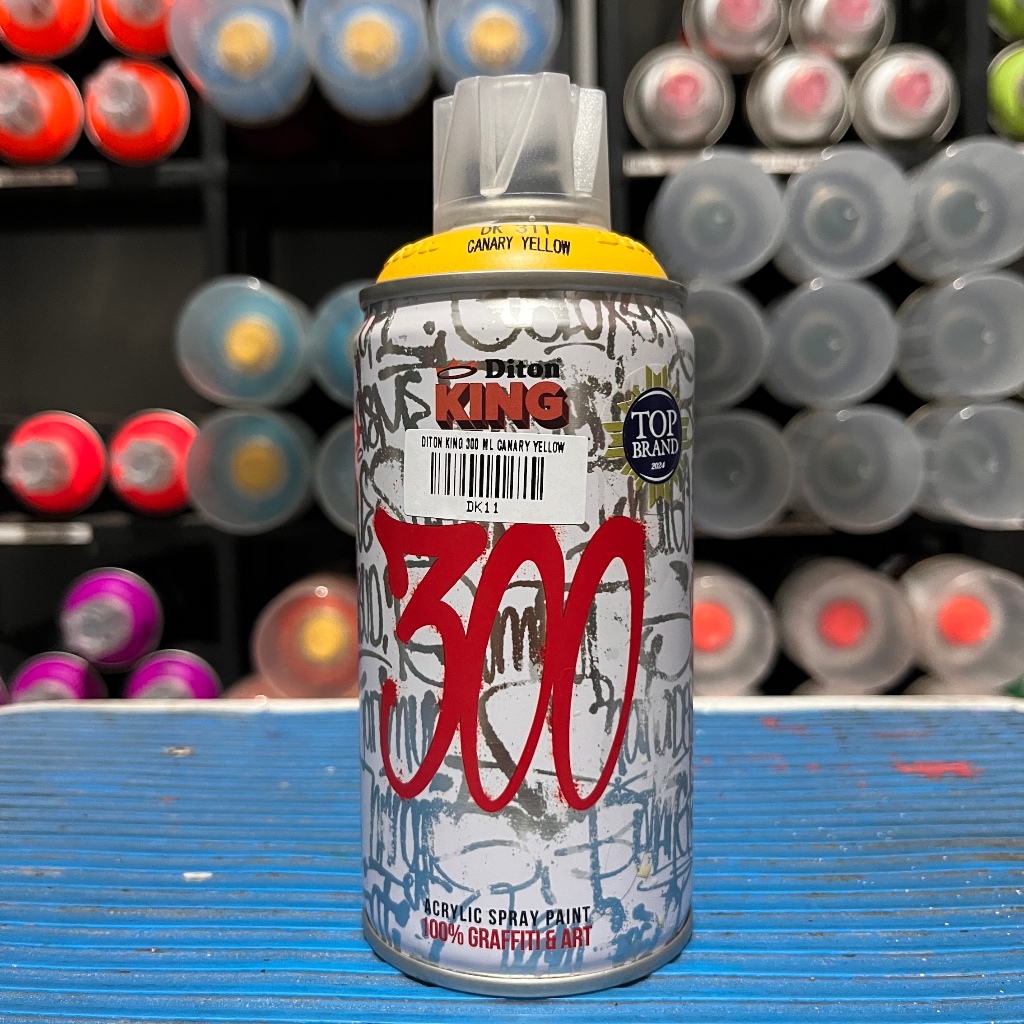 DK 311
CANARY YELLOW
Diton
KING
TOP
BRAND
2024
DITON KING 300 ML CANARY YELLOW
DK11
300
ACRYLIC SPRAY PAINT
100% GRAFFITI & ART